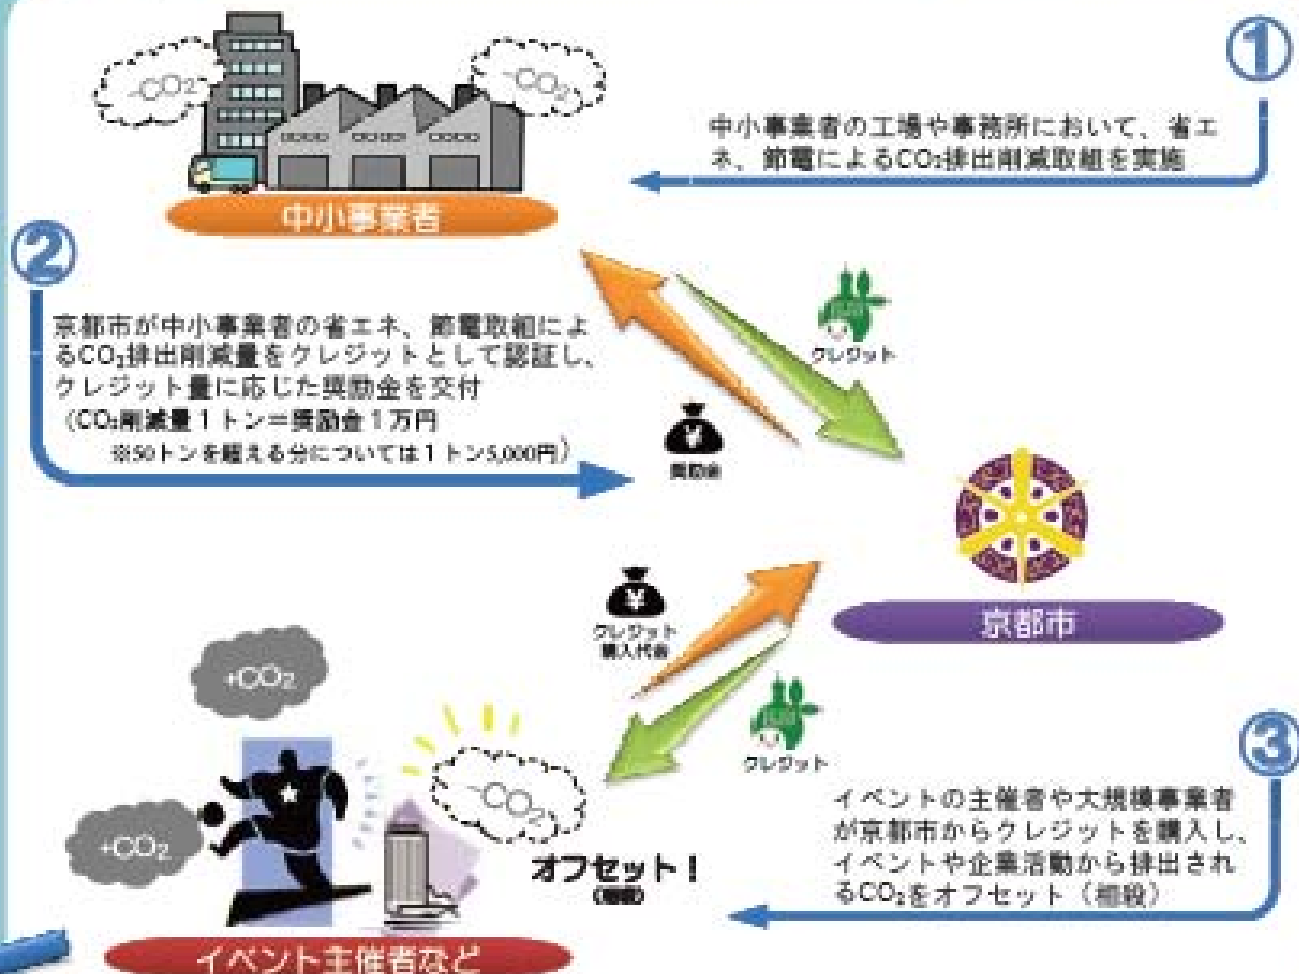 ①
-CO₂
-CO₂
中小事業者の工場や事務所において、省エ
ネ、節電によるCO₂排出削減取組を実施
中小事業者
②
京都市が中小事業者の省エネ、節電取組によ
るCO₂排出削減量をクレジットとして認証し、
クレジット量に応じた奨励金を交付
(CO₂削減量1トン＝奨励金1万円
※50トンを超える分については1トン5,000円)
クレジット
¥
奨励金
京都市
¥
クレジット
購入代金
クレジット
+CO₂
+CO₂
-CO₂
オフセット！
(相殺)
③
イベントの主催者や大規模事業者
が京都市からクレジットを購入し、
イベントや企業活動から排出され
るCO₂をオフセット（相殺）
イベント主催者など